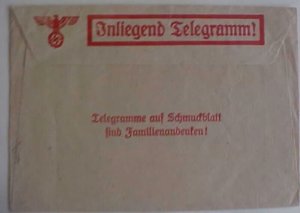 Inliegend Telegramm!
Telegramme auf Schmuckblatt
sind Familienandenken!